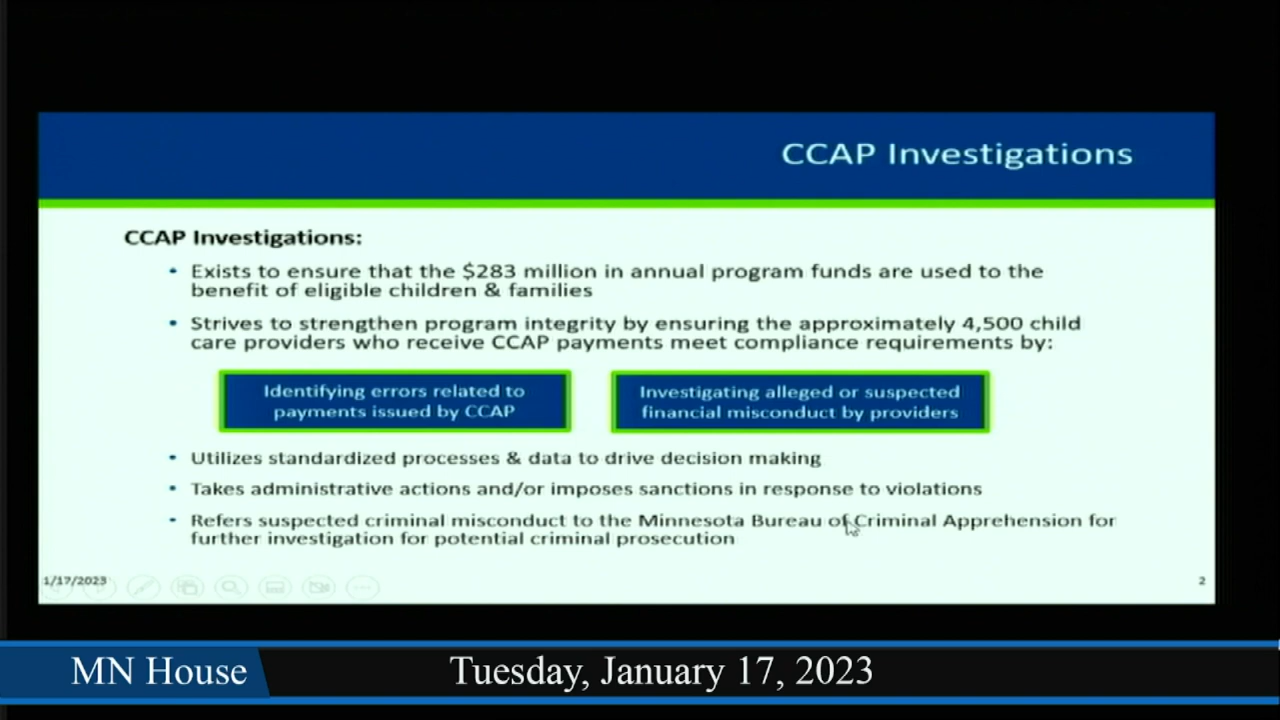 CCAP Investigations
CCAP Investigations:
• Exists to ensure that the $283 million in annual program funds are used to the
benefit of eligible children & families
• Strives to strengthen program integrity by ensuring the approximately 4,500 child
care providers who receive CCAP payments meet compliance requirements by:
Identifying errors related to
payments issued by CCAP
Investigating alleged or suspected
financial misconduct by providers
• Utilizes standardized processes & data to drive decision making
• Takes administrative actions and/or imposes sanctions in response to violations
• Refers suspected criminal misconduct to the Minnesota Bureau of Criminal Apprehension for
further investigation for potential criminal prosecution
1/17/2023
2
MN House
Tuesday, January 17, 2023